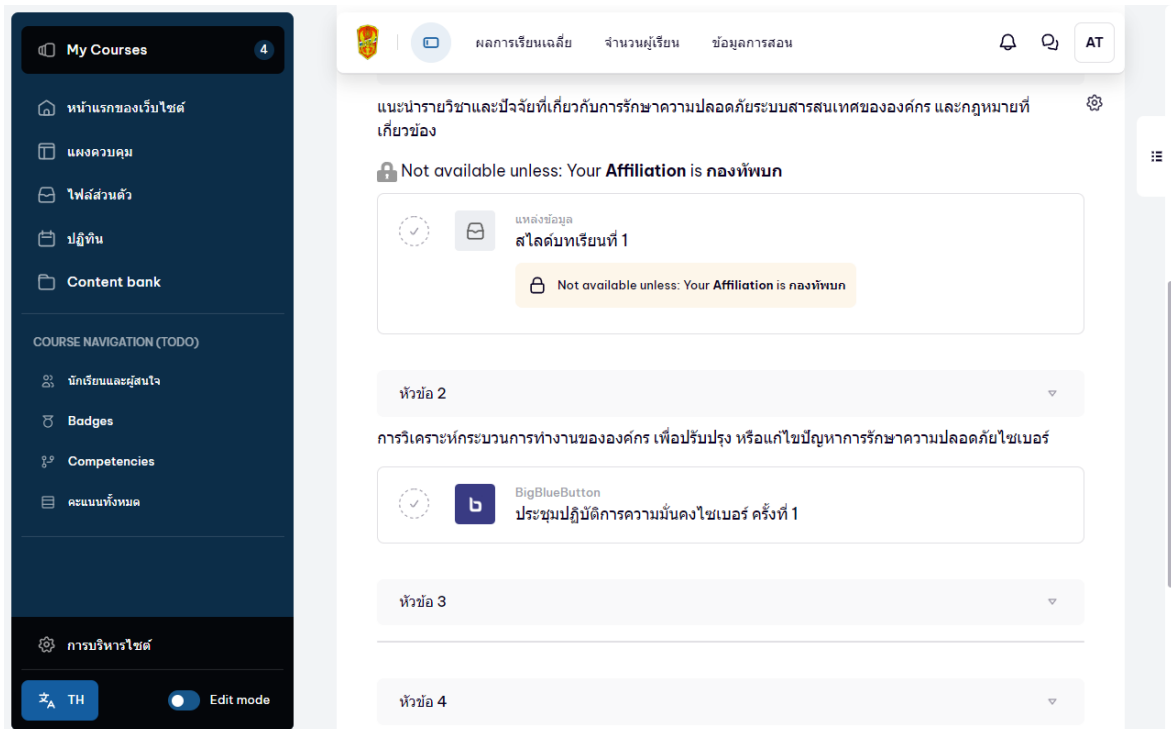 My Courses 4
หน้าแรกของเว็บไซต์
แผงควบคุม
ไฟล์ส่วนตัว
ปฏิทิน
Content bank
COURSE NAVIGATION (TODO)
นักเรียนและผู้สนใจ
Badges
Competencies
คะแนนทั้งหมด
การบริหารไซต์
TH
Edit mode
ผลการเรียนเฉลี่ย
จำนวนผู้เรียน
ข้อมูลการสอน
AT
แนะนำรายวิชาและปัจจัยที่เกี่ยวกับการรักษาความปลอดภัยระบบสารสนเทศขององค์กร และกฎหมายที่
เกี่ยวข้อง
Not available unless: Your Affiliation is กองทัพบก
แหล่งข้อมูล
สไลด์บทเรียนที่ 1
Not available unless: Your Affiliation is กองทัพบก
หัวข้อ 2
การวิเคราะห์กระบวนการทำงานขององค์กร เพื่อปรับปรุง หรือแก้ไขปัญหาการรักษาความปลอดภัยไซเบอร์
BigBlueButton
ประชุมปฏิบัติการความมั่นคงไซเบอร์ ครั้งที่ 1
หัวข้อ 3
หัวข้อ 4